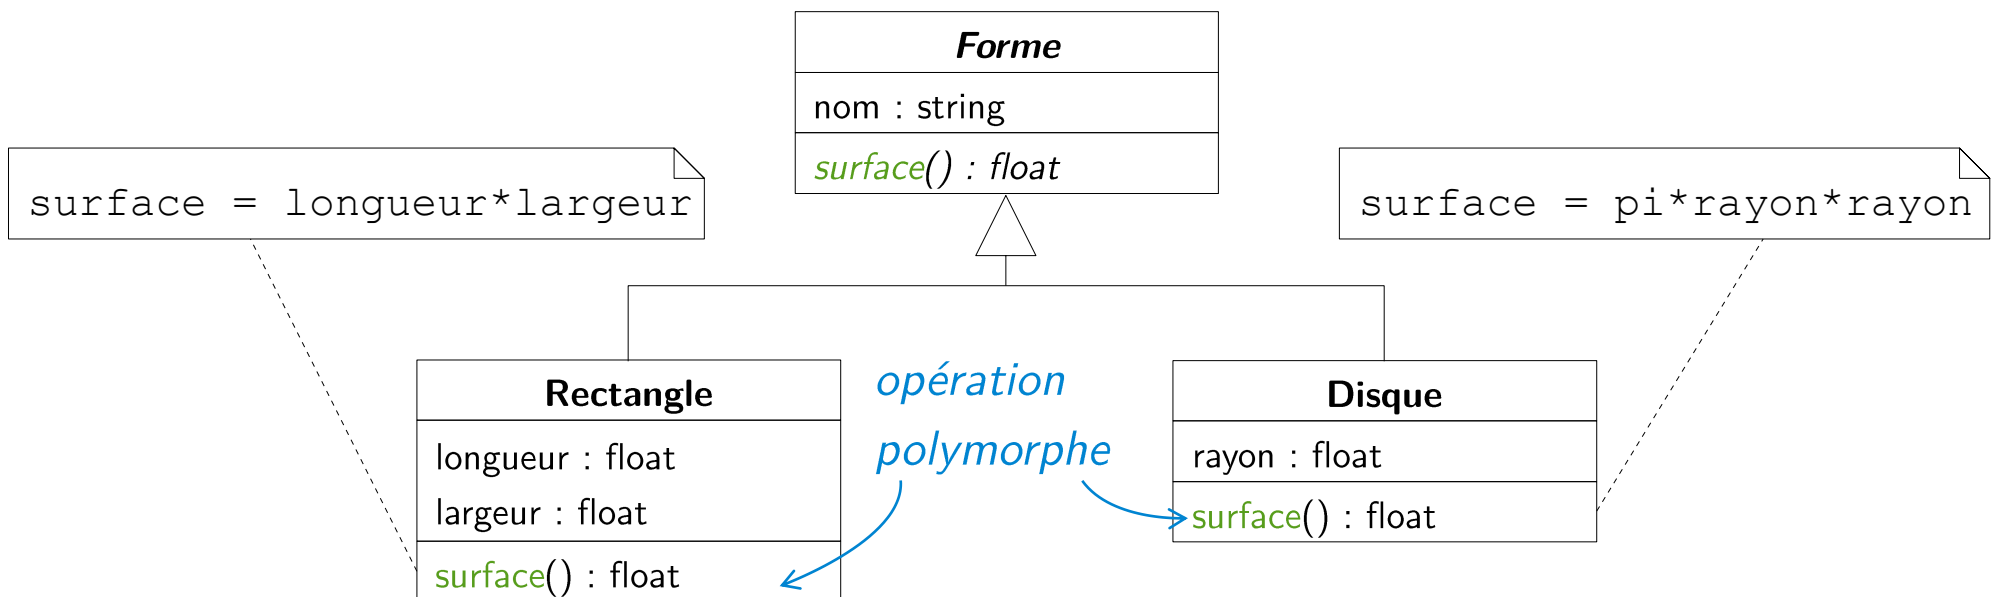 Forme
nom : string
surface() : float
surface = longueur*largeur
surface = pi*rayon*rayon
Rectangle
longueur : float
largeur : float
surface() : float
opération
polymorphe
Disque
rayon : float
surface() : float